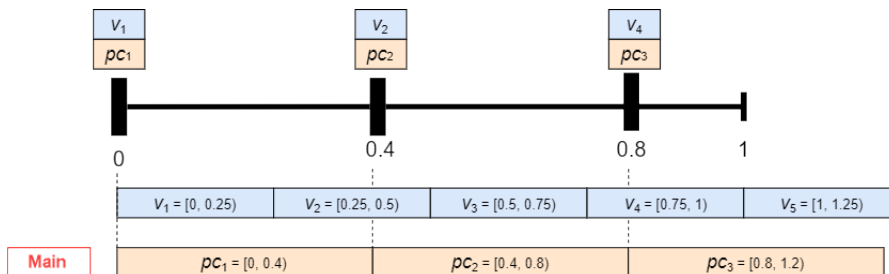 v1 v2 v4
pc1 pc2 pc3
0 0.4 0.8 1
v1 = [0, 0.25) v2 = [0.25, 0.5) v3 = [0.5, 0.75) v4 = [0.75, 1) v5 = [1, 1.25)
Main pc1 = [0, 0.4) pc2 = [0.4, 0.8) pc3 = [0.8, 1.2)